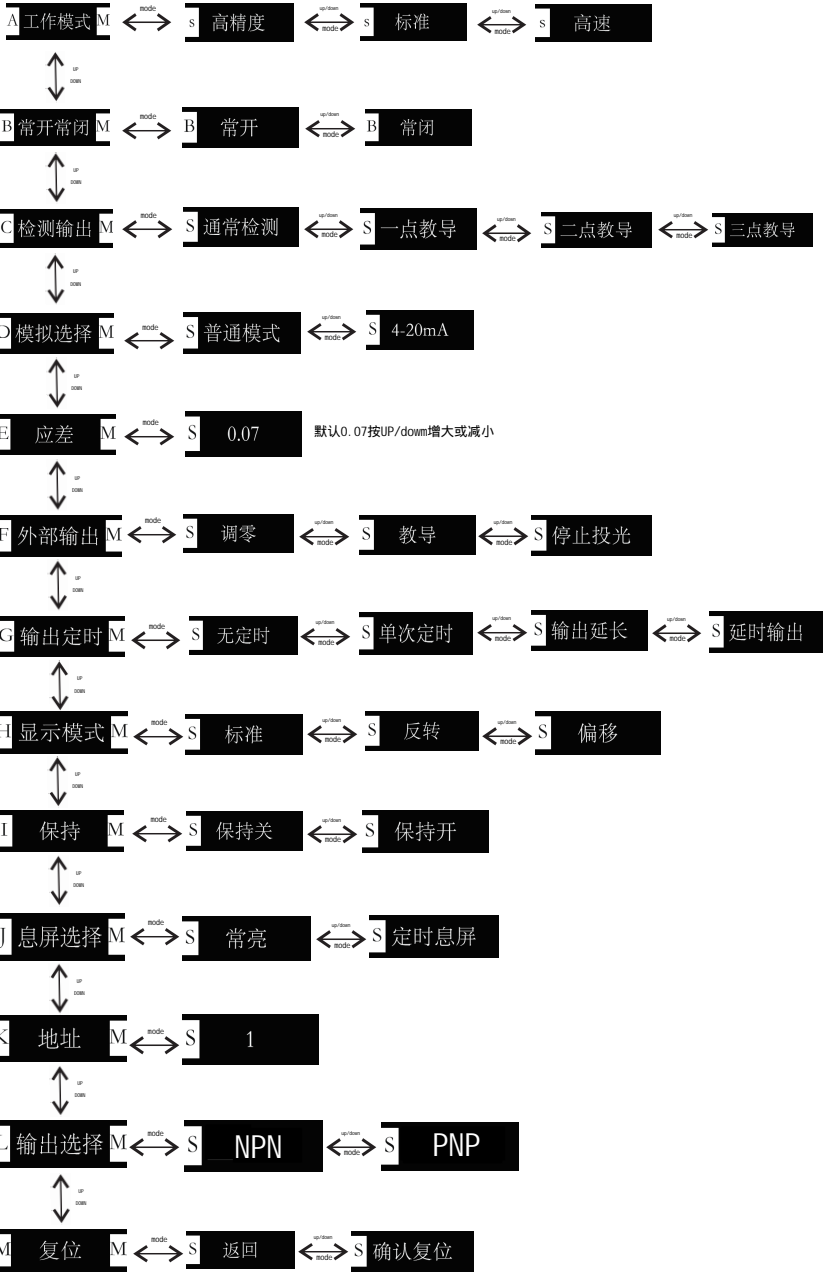 A 工作模式 M mode s 高精度 up/down mode s 标准 up/down mode s 高速
UP
DOWN
B 常开常闭 M mode B 常开 up/down mode B 常闭
UP
DOWN
C 检测输出 M mode S 通常检测 up/down mode S 一点教导 up/down mode S 二点教导 up/down mode S 三点教导
UP
DOWN
D 模拟选择 M mode S 普通模式 up/down mode S 4-20mA
UP
DOWN
E 应差 M mode S 0.07 默认0.07按UP/dowm增大或减小
UP
DOWN
F 外部输出 M mode S 调零 up/down mode S 教导 up/down mode S 停止投光
UP
DOWN
G 输出定时 M mode S 无定时 up/down mode S 单次定时 up/down mode S 输出延长 up/down mode S 延时输出
UP
DOWN
H 显示模式 M mode S 标准 up/down mode S 反转 up/down mode S 偏移
UP
DOWN
I 保持 M mode S 保持关 up/down mode S 保持开
UP
DOWN
J 息屏选择 M mode S 常亮 up/down mode S 定时息屏
UP
DOWN
K 地址 M mode S 1
UP
DOWN
L 输出选择 M mode S NPN up/down mode S PNP
UP
DOWN
M 复位 M mode S 返回 up/down mode S 确认复位